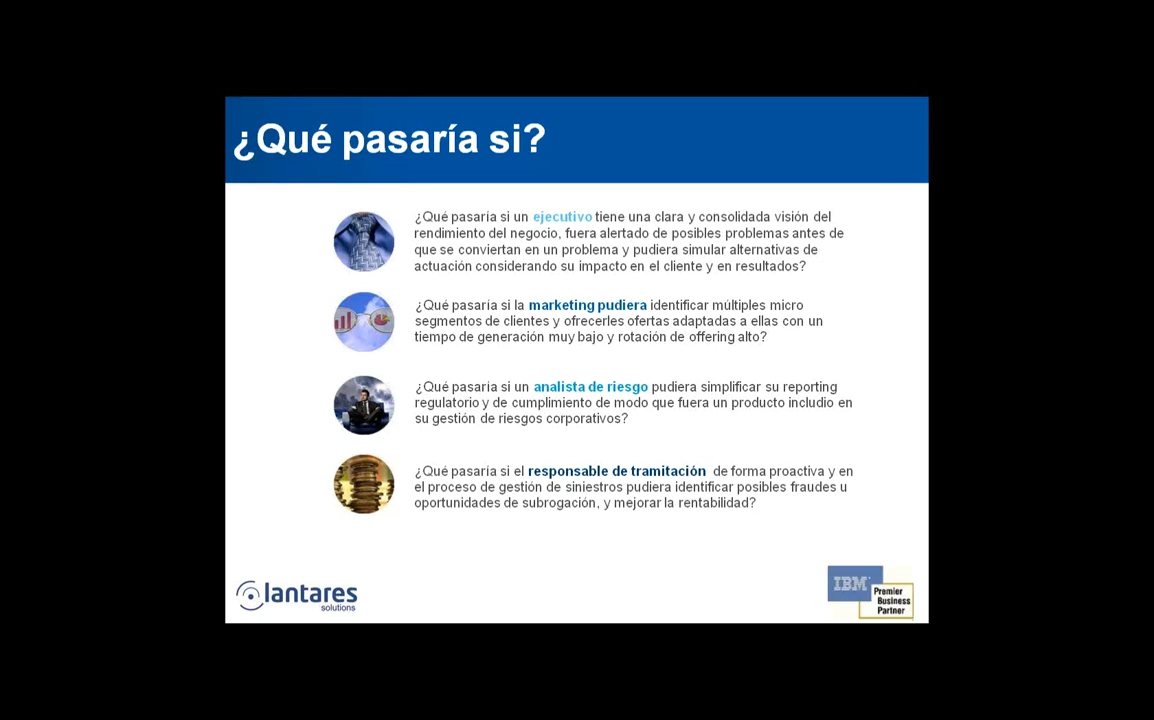 ¿Qué pasaría si?
¿Qué pasaría si un ejecutivo tiene una clara y consolidada visión del
rendimiento del negocio, fuera alertado de posibles problemas antes de
que se conviertan en un problema y pudiera simular alternativas de
actuación considerando su impacto en el cliente y en resultados?
¿Qué pasaría si la marketing pudiera identificar múltiples micro
segmentos de clientes y ofrecerles ofertas adaptadas a ellas con un
tiempo de generación muy bajo y rotación de offering alto?
¿Qué pasaría si un analista de riesgo pudiera simplificar su reporting
regulatorio y de cumplimiento de modo que fuera un producto includio en
su gestión de riesgos corporativos?
¿Qué pasaría si el responsable de tramitación de forma proactiva y en
el proceso de gestión de siniestros pudiera identificar posibles fraudes u
oportunidades de subrogación, y mejorar la rentabilidad?
lantares
solutions
IBM
Premier
Business
Partner